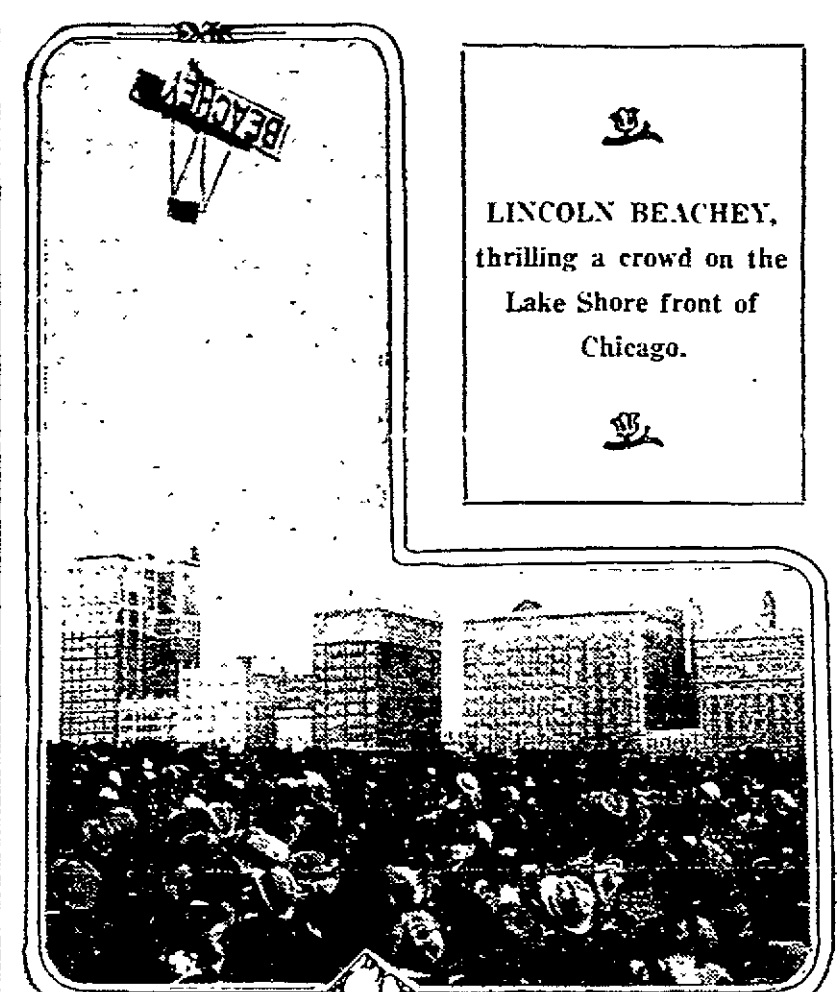 BEACHEY
LINCOLN BEACHEY,
thrilling a crowd on the
Lake Shore front of
Chicago.